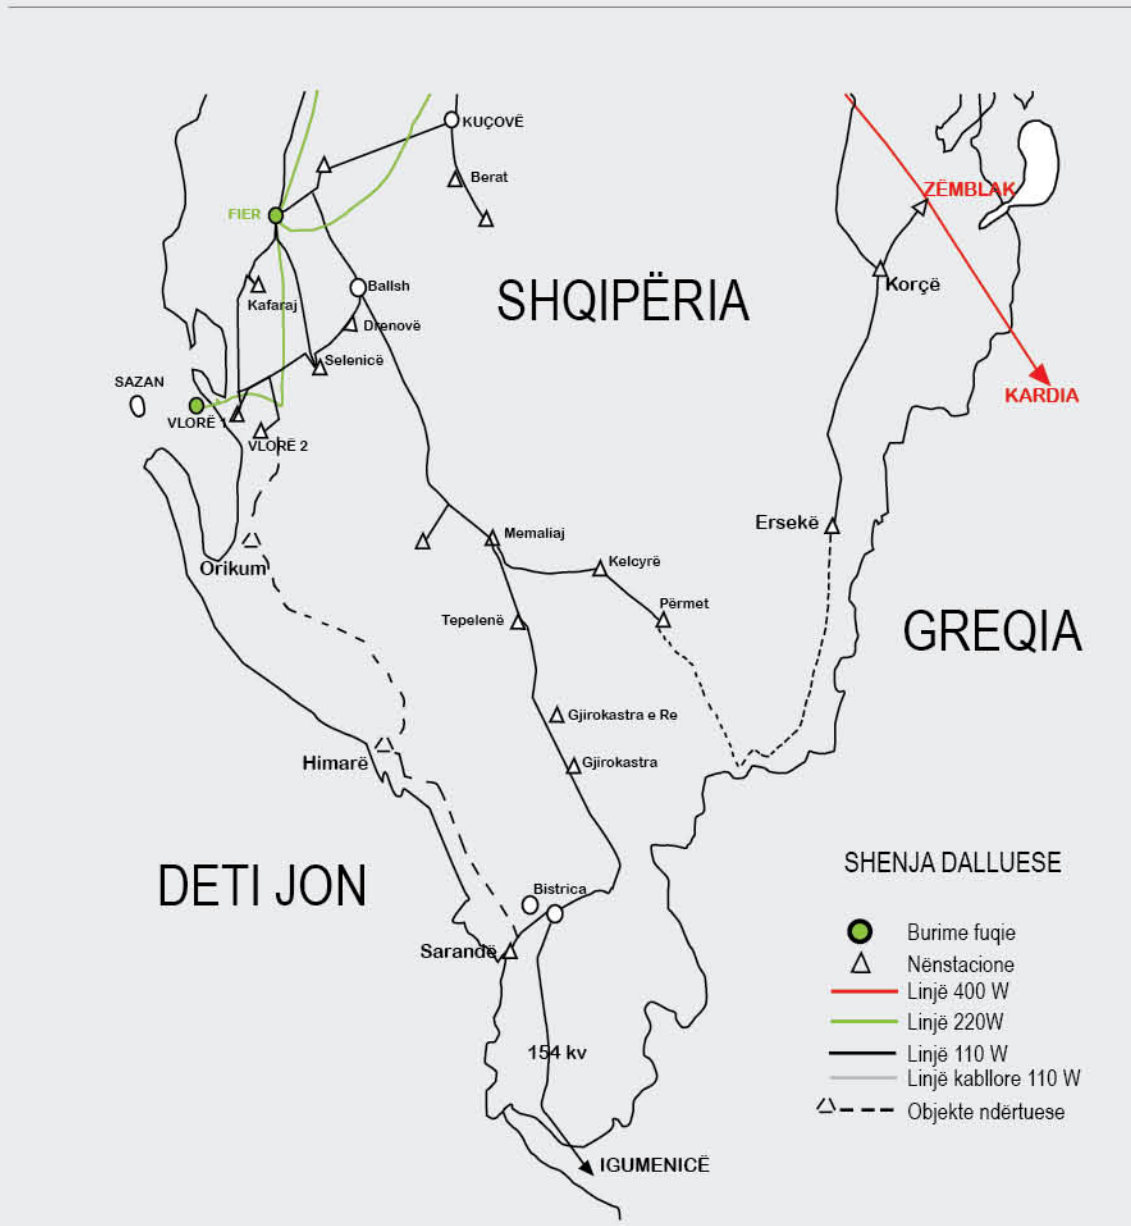 KUÇOVË
Berat
ZËMBLAK
FIER
Korçë
Ballsh
SHQIPËRIA
Kafaraj
Drenovë
Selenicë
SAZAN
KARDIA
VLORË 1
VLORË 2
Ersekë
Memaliaj
Orikum
Kelcyrë
Përmet
Tepelenë
GREQIA
Gjirokastra e Re
Himarë
Gjirokastra
SHENJA DALLUESE
DETI JON
Bistrica
Burime fuqie
Sarandë
Nënstacione
Linjë 400 W
Linjë 220W
154 kv
Linjë 110 W
Linjë kabllore 110 W
Objekte ndërtuese
IGUMENICË